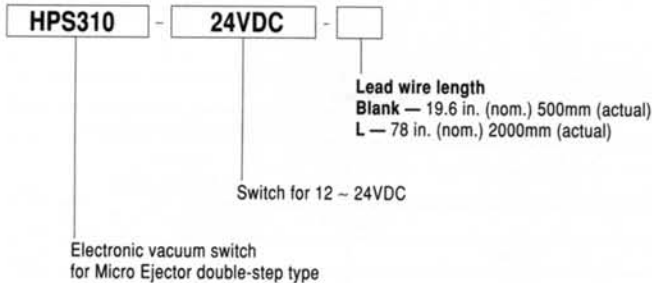 HPS310 - 24VDC -
Lead wire length
Blank — 19.6 in. (nom.) 500mm (actual)
L — 78 in. (nom.) 2000mm (actual)
Switch for 12 ~ 24VDC
Electronic vacuum switch
for Micro Ejector double-step type